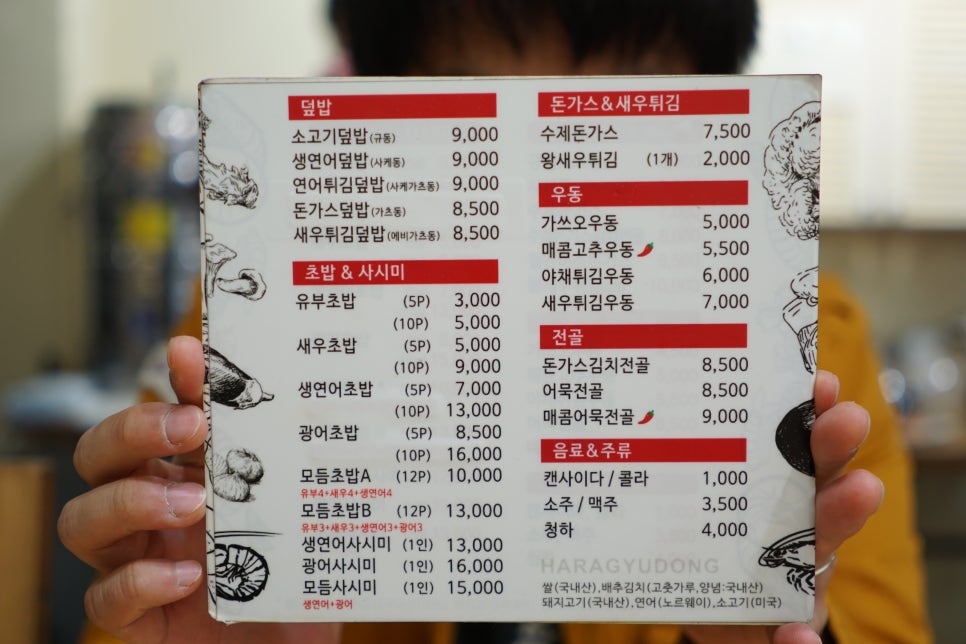 덮밥
소고기덮밥(규동) 9,000
생연어덮밥(사케동) 9,000
연어튀김덮밥(사케가츠동) 9,000
돈가스덮밥(가츠동) 8,500
새우튀김덮밥(에비가츠동) 8,500
초밥 & 사시미
유부초밥 (5P) 3,000
(10P) 5,000
새우초밥 (5P) 5,000
(10P) 9,000
생연어초밥 (5P) 7,000
(10P) 13,000
광어초밥 (5P) 8,500
(10P) 16,000
모듬초밥A (12P) 10,000
유부4+새우4+생연어4
모듬초밥B (12P) 13,000
유부3+새우3+생연어3+광어3
생연어사시미 (1인) 13,000
광어사시미 (1인) 16,000
모듬사시미 (1인) 15,000
생연어+광어
돈가스&새우튀김
수제돈가스 7,500
왕새우튀김 (1개) 2,000
우동
가쓰오우동 5,000
매콤고추우동 5,500
야채튀김우동 6,000
새우튀김우동 7,000
전골
돈가스김치전골 8,500
어묵전골 8,500
매콤어묵전골 9,000
음료&주류
캔사이다 / 콜라 1,000
소주 / 맥주 3,500
청하 4,000
HARAGYUDONG
쌀(국내산),배추김치(고춧가루,양념:국내산)
돼지고기(국내산),연어(노르웨이),소고기(미국)